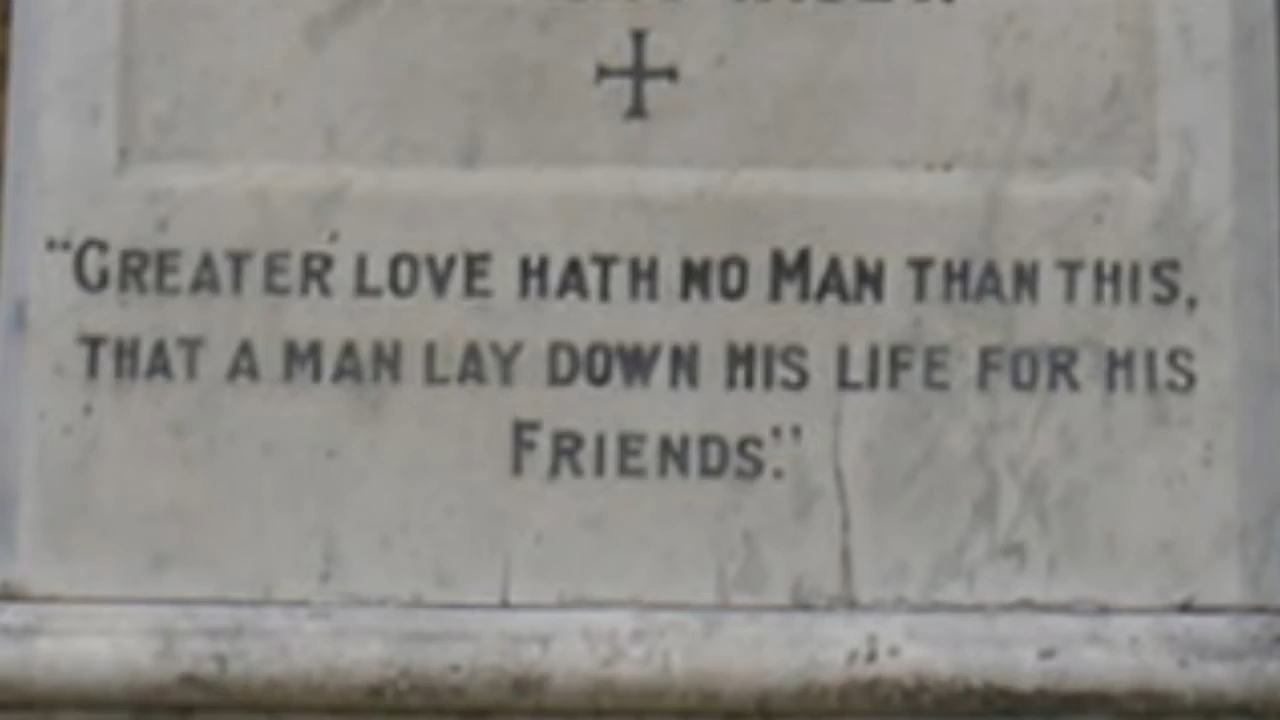 “GREATER LOVE HATH NO MAN THAN THIS,
THAT A MAN LAY DOWN HIS LIFE FOR HIS
FRIENDS.”